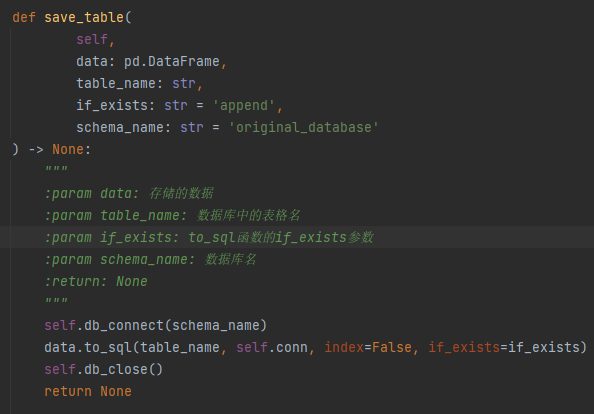 def save_table(
        self,
        data: pd.DataFrame,
        table_name: str,
        if_exists: str = 'append',
        schema_name: str = 'original_database'
) -> None:
    """
    :param data: 存储的数据
    :param table_name: 数据库中的表格名
    :param if_exists: to_sql函数的if_exists参数
    :param schema_name: 数据库名
    :return: None
    """
    self.db_connect(schema_name)
    data.to_sql(table_name, self.conn, index=False, if_exists=if_exists)
    self.db_close()
    return None